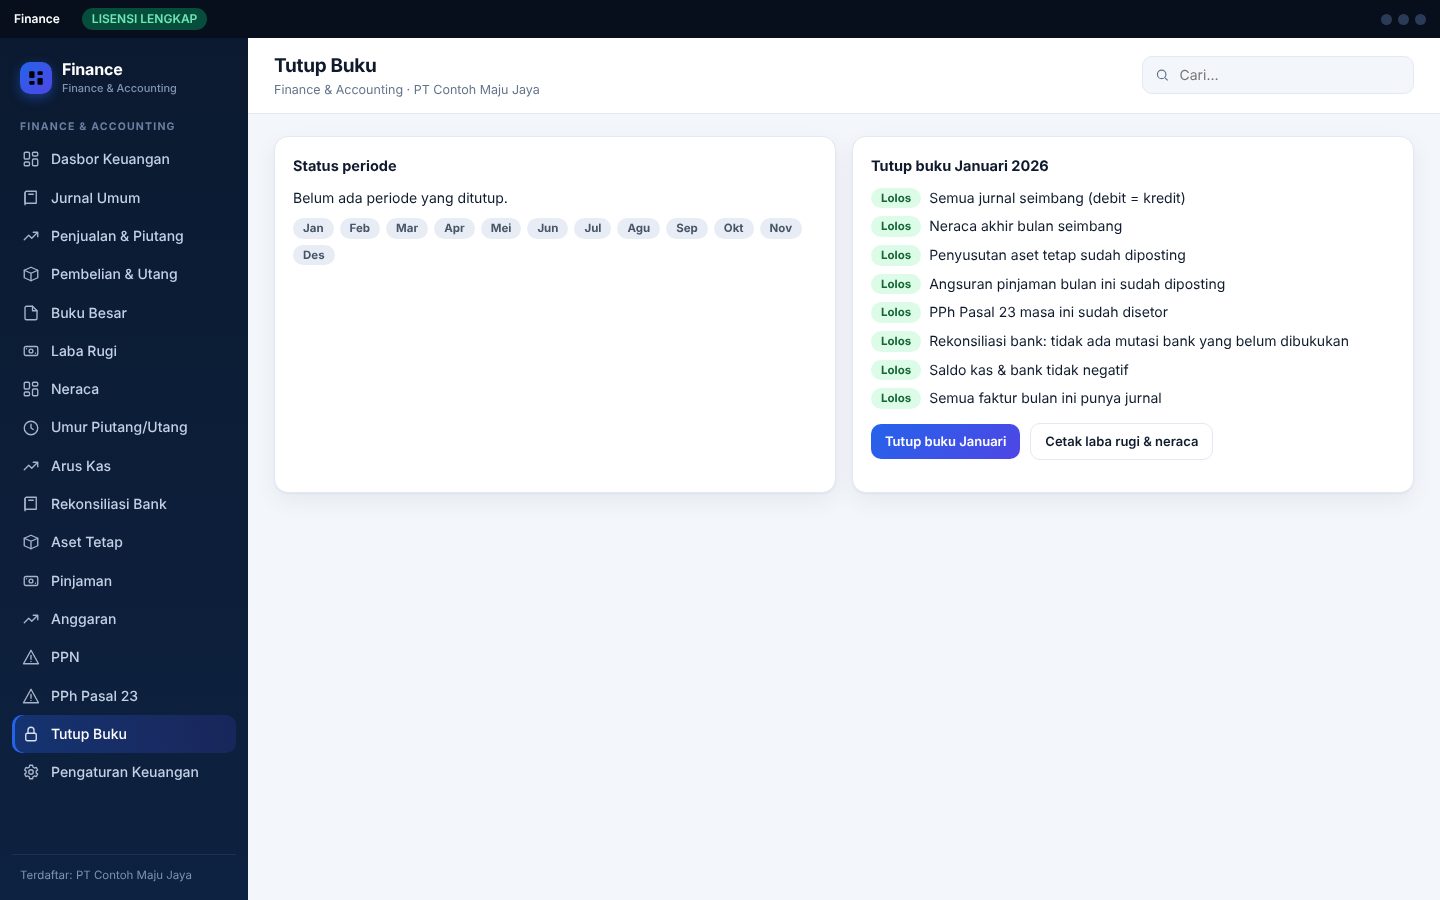 Finance
LISENSI LENGKAP
Finance
Finance & Accounting
FINANCE & ACCOUNTING
Dasbor Keuangan
Jurnal Umum
Penjualan & Piutang
Pembelian & Utang
Buku Besar
Laba Rugi
Neraca
Umur Piutang/Utang
Arus Kas
Rekonsiliasi Bank
Aset Tetap
Pinjaman
Anggaran
PPN
PPh Pasal 23
Tutup Buku
Pengaturan Keuangan
Terdaftar: PT Contoh Maju Jaya
Tutup Buku
Finance & Accounting · PT Contoh Maju Jaya
Cari...
Status periode
Belum ada periode yang ditutup.
Jan Feb Mar Apr Mei Jun Jul Agu Sep Okt Nov
Des
Tutup buku Januari 2026
Lolos Semua jurnal seimbang (debit = kredit)
Lolos Neraca akhir bulan seimbang
Lolos Penyusutan aset tetap sudah diposting
Lolos Angsuran pinjaman bulan ini sudah diposting
Lolos PPh Pasal 23 masa ini sudah disetor
Lolos Rekonsiliasi bank: tidak ada mutasi bank yang belum dibukukan
Lolos Saldo kas & bank tidak negatif
Lolos Semua faktur bulan ini punya jurnal
Tutup buku Januari Cetak laba rugi & neraca